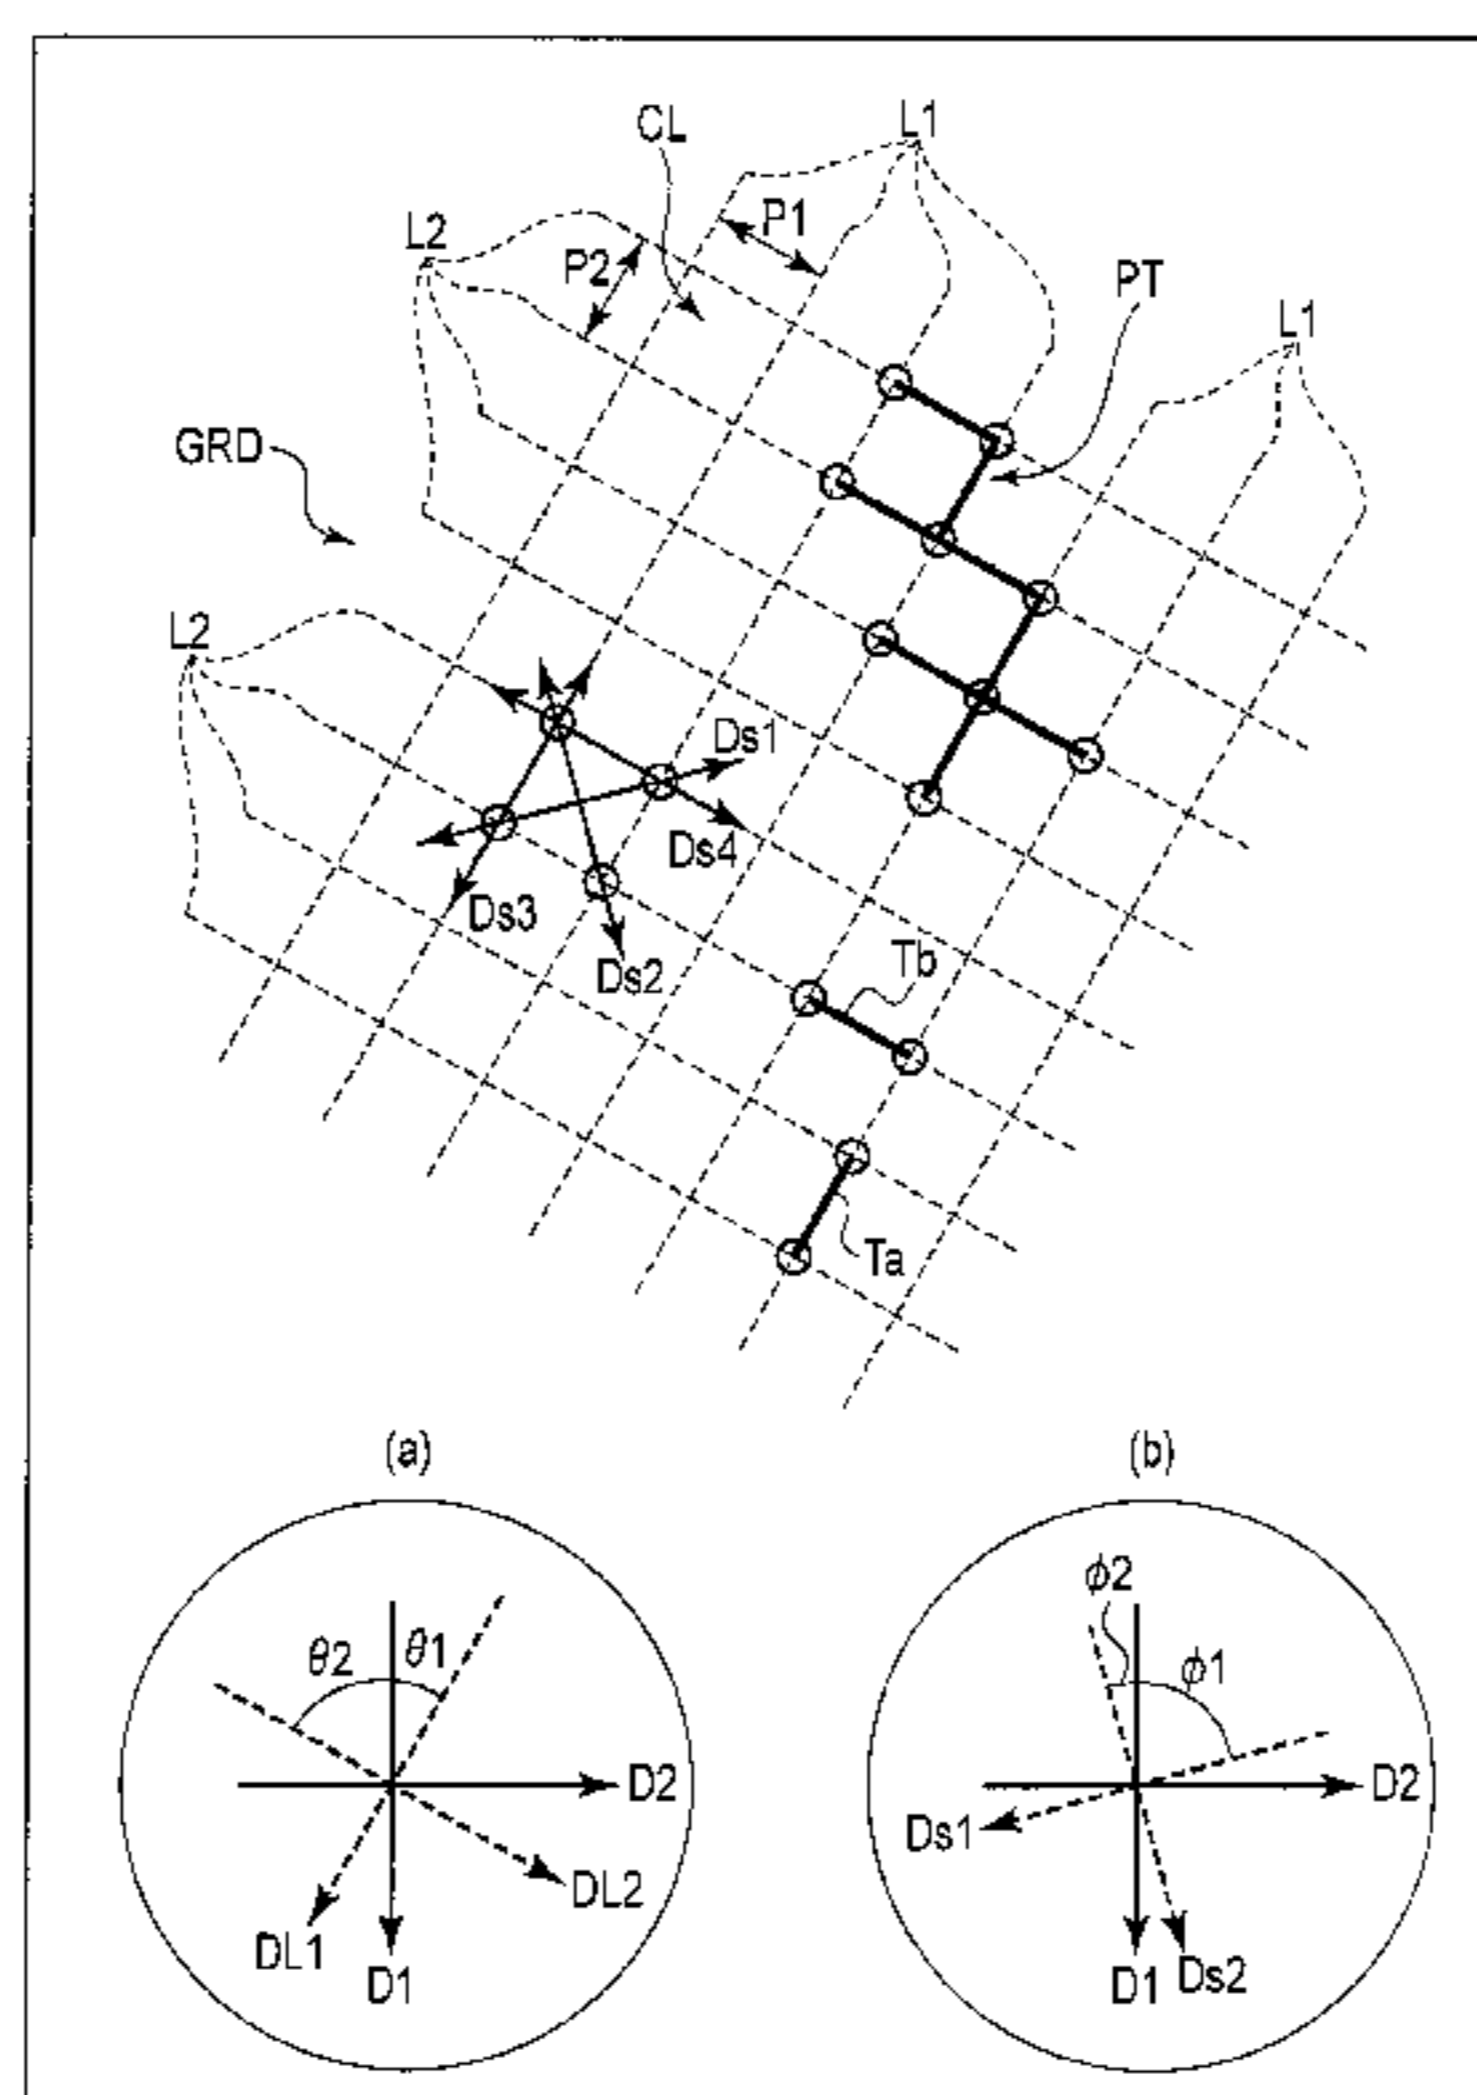 CL
L1
L2
P1
P2
PT
L1
GRD
L2
Ds1
Ds4
Ds3
Ds2
Tb
Ta
(a)
(b)
θ2
θ1
D2
DL2
DL1
D1
ϕ2
ϕ1
D2
Ds1
D1
Ds2